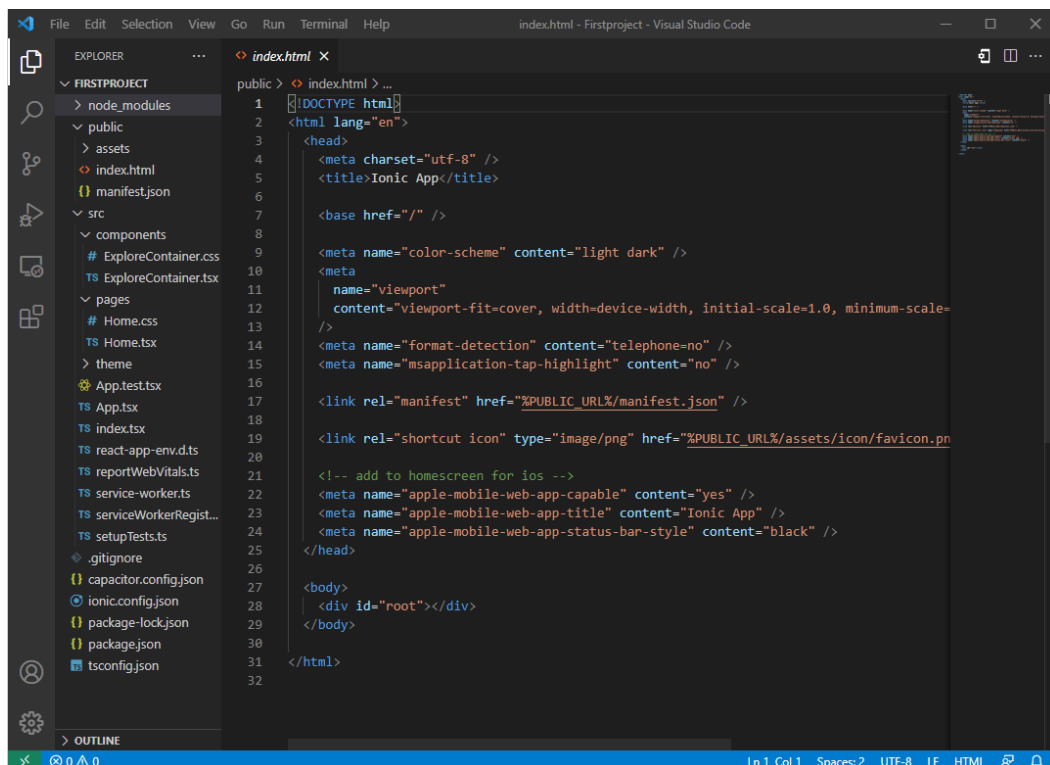 File Edit Selection View Go Run Terminal Help index.html - Firstproject - Visual Studio Code
EXPLORER
FIRSTPROJECT
node_modules
public
assets
index.html
manifest.json
src
components
ExploreContainer.css
ExploreContainer.tsx
pages
Home.css
Home.tsx
theme
App.test.tsx
App.tsx
index.tsx
react-app-env.d.ts
reportWebVitals.ts
service-worker.ts
serviceWorkerRegist...
setupTests.ts
.gitignore
capacitor.config.json
ionic.config.json
package-lock.json
package.json
tsconfig.json
OUTLINE
index.html
public > index.html > ...
1 <!DOCTYPE html>
2 <html lang="en">
3 <head>
4 <meta charset="utf-8" />
5 <title>Ionic App</title>
6
7 <base href="/" />
8
9 <meta name="color-scheme" content="light dark" />
10 <meta
11 name="viewport"
12 content="viewport-fit=cover, width=device-width, initial-scale=1.0, minimum-scale=
13 />
14 <meta name="format-detection" content="telephone=no" />
15 <meta name="msapplication-tap-highlight" content="no" />
16
17 <link rel="manifest" href="%PUBLIC_URL%/manifest.json" />
18
19 <link rel="shortcut icon" type="image/png" href="%PUBLIC_URL%/assets/icon/favicon.pn
20
21 <!-- add to homescreen for ios -->
22 <meta name="apple-mobile-web-app-capable" content="yes" />
23 <meta name="apple-mobile-web-app-title" content="Ionic App" />
24 <meta name="apple-mobile-web-app-status-bar-style" content="black" />
25 </head>
26
27 <body>
28 <div id="root"></div>
29 </body>
30
31 </html>
32
0 0 Ln 1, Col 1 Spaces: 2 UTF-8 LF HTML